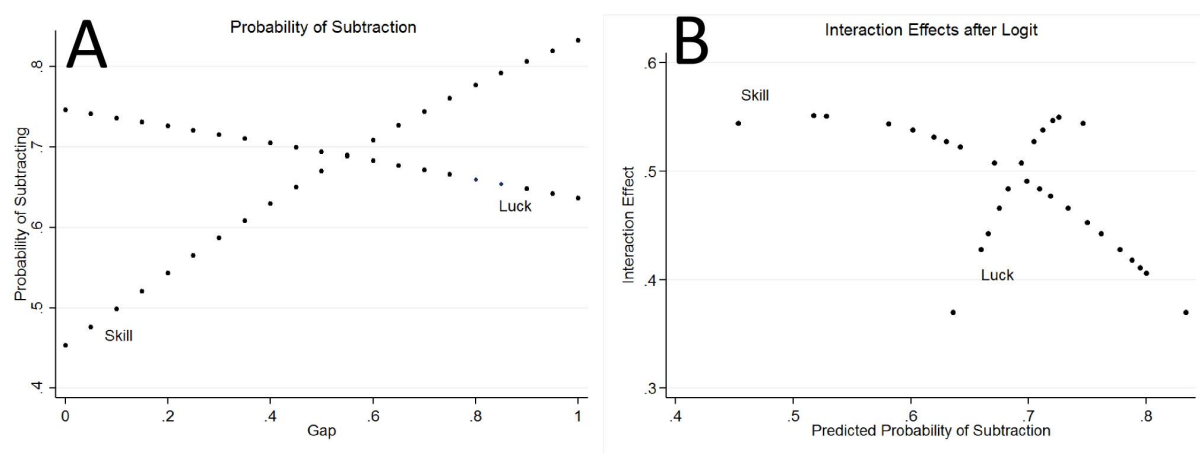 A
Probability of Subtraction
Probability of Subtracting
.8
.7
.6
.5
.4
Skill
Luck
0
.2
.4
.6
.8
1
Gap
B
Interaction Effects after Logit
Interaction Effect
.6
.5
.4
.3
Skill
Luck
.4
.5
.6
.7
.8
Predicted Probability of Subtraction